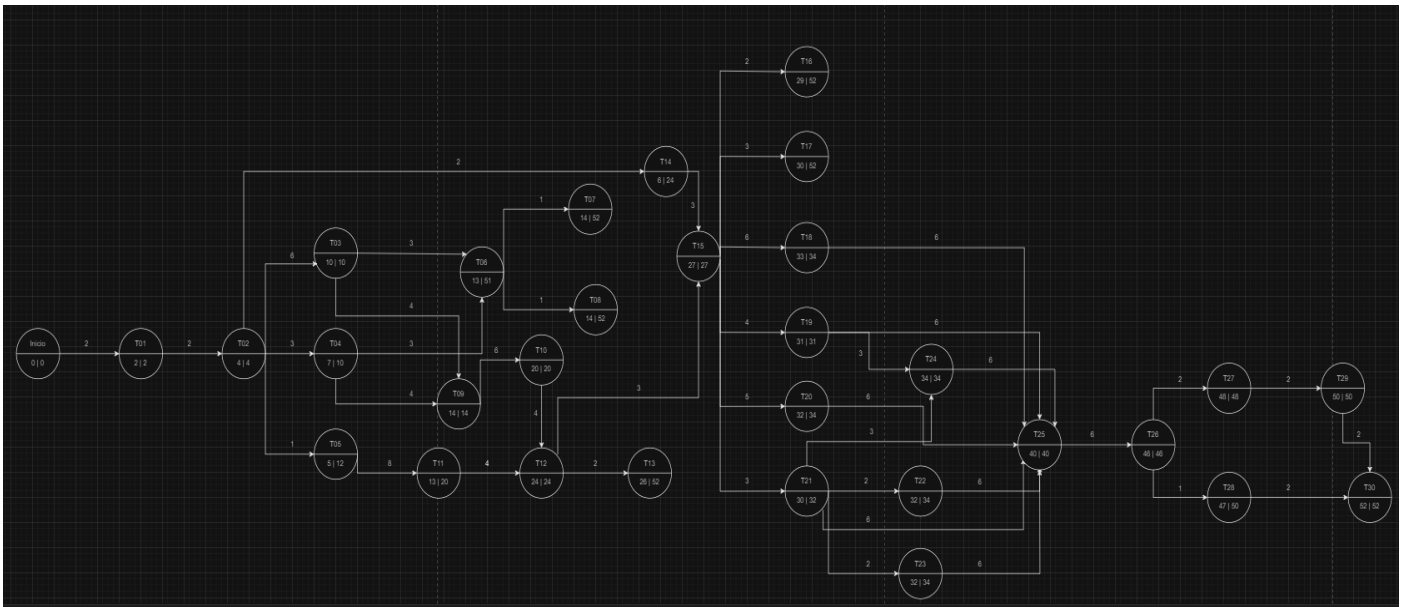 T16
2
29 | 52
T17
3
30 | 52
2
T14
6 | 24
T07
1
14 | 52
3
T03
6
10 | 10
3
T06
13 | 51
T15
27 | 27
T18
6
33 | 34
6
T08
1
14 | 52
4
Inicio
0 | 0
2
T01
2 | 2
2
T02
4 | 4
3
T04
7 | 10
3
4
T09
14 | 14
6
T10
20 | 20
4
3
T19
4
31 | 31
6
3
T24
34 | 34
6
T20
5
32 | 34
6
T27
2
48 | 48
2
T29
50 | 50
2
T05
1
5 | 12
8
T11
13 | 20
4
T12
24 | 24
2
T13
26 | 52
3
T25
40 | 40
6
T26
46 | 46
T21
3
30 | 32
2
T22
32 | 34
6
6
T28
1
47 | 50
2
T30
52 | 52
2
T23
32 | 34
6